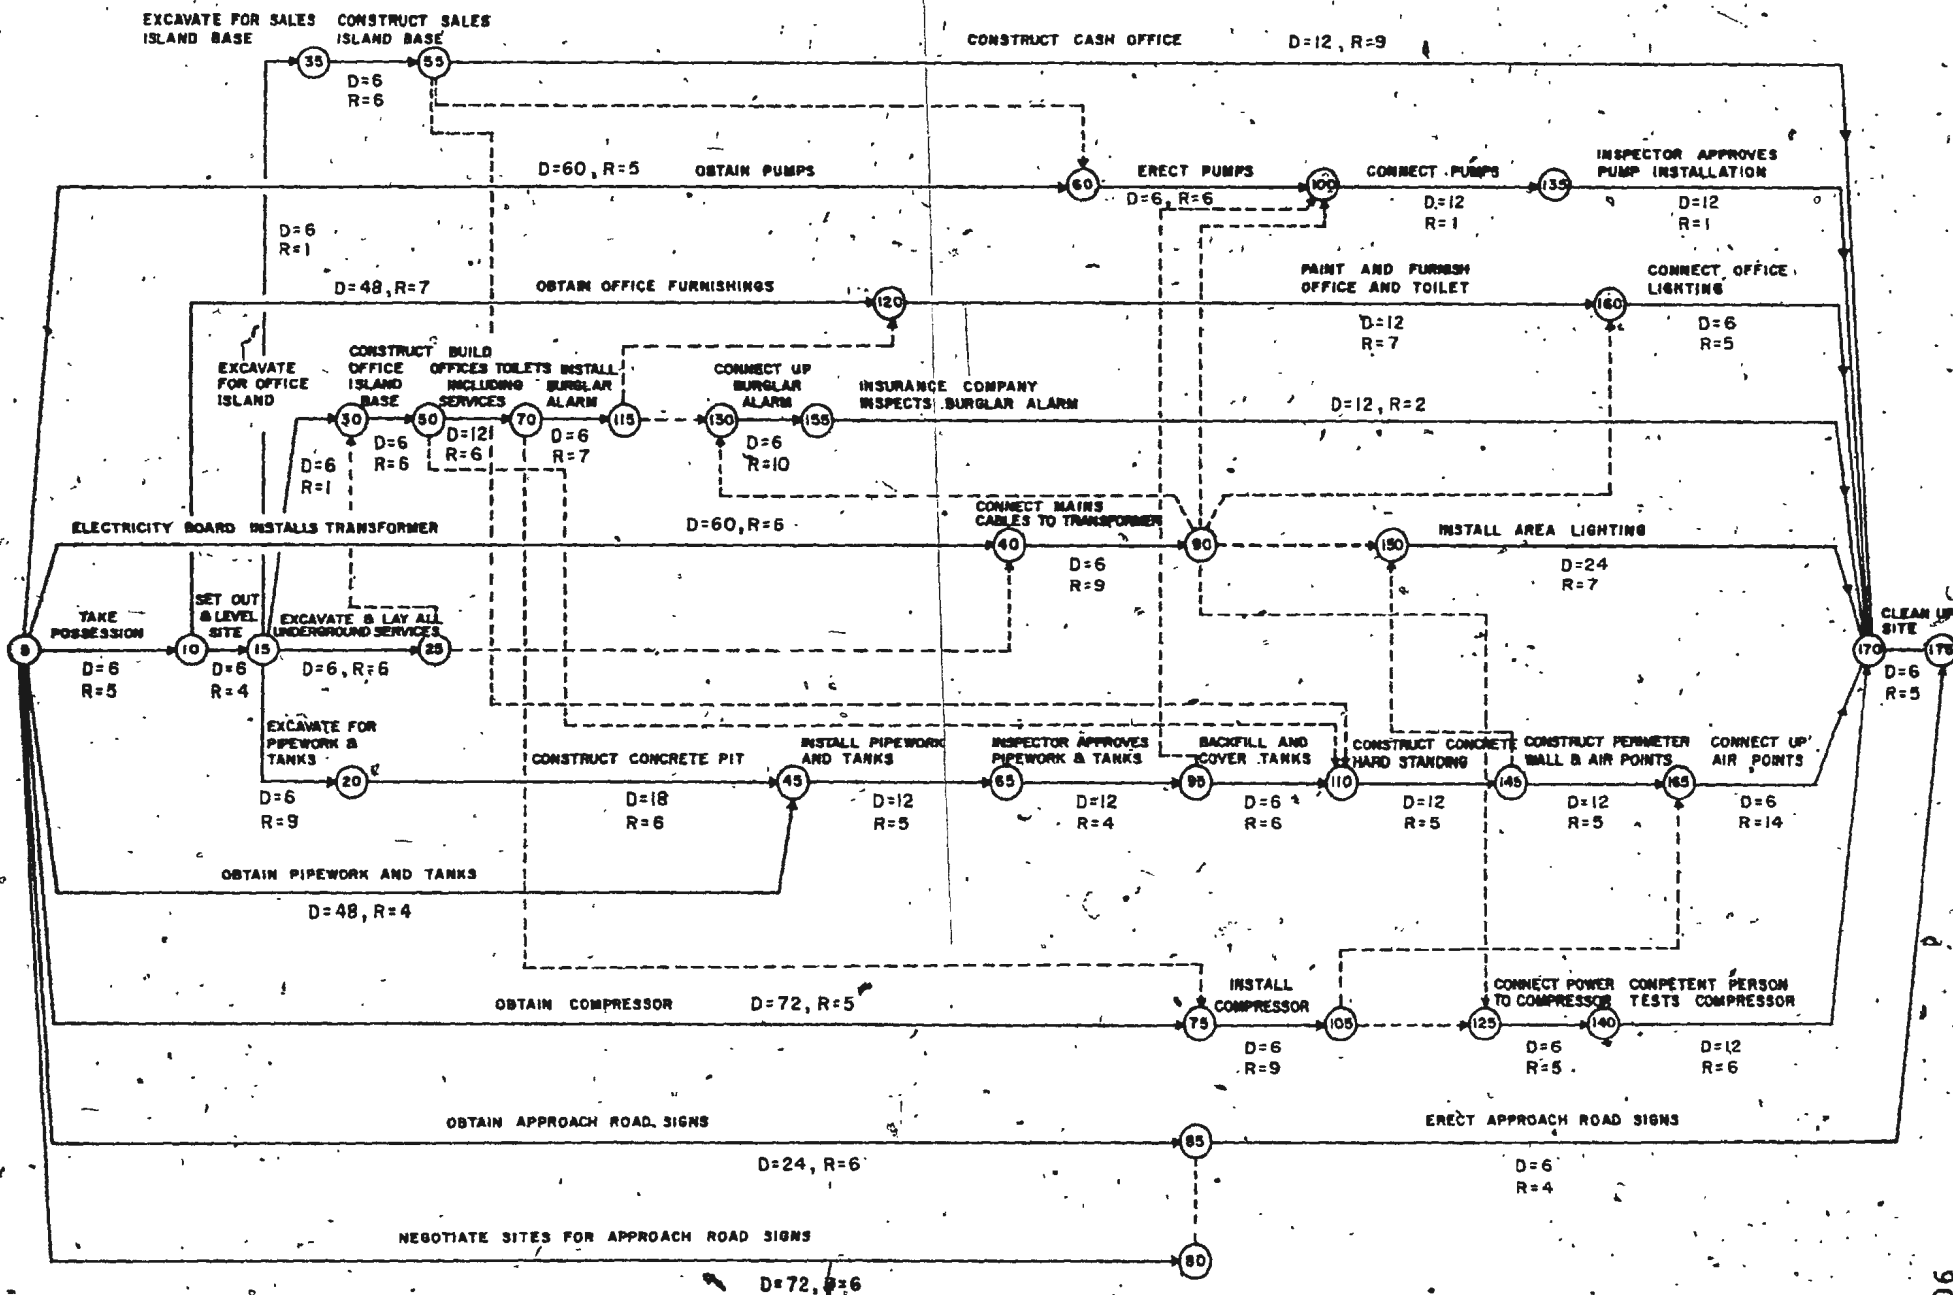 EXCAVATE FOR SALES
ISLAND BASE
CONSTRUCT SALES
ISLAND BASE
35
D=6
R=6
55
CONSTRUCT CASH OFFICE
D=12, R=9
D=60, R=5
OBTAIN PUMPS
60
ERECT PUMPS
D=6, R=6
100
CONNECT PUMPS
D=12
R=1
135
INSPECTOR APPROVES
PUMP INSTALLATION
D=12
R=1
D=6
R=1
D=48, R=7
OBTAIN OFFICE FURNISHINGS
120
PAINT AND FURNISH
OFFICE AND TOILET
D=12
R=7
160
CONNECT OFFICE
LIGHTING
D=6
R=5
EXCAVATE
FOR OFFICE
ISLAND
D=6
R=1
30
CONSTRUCT
OFFICE
ISLAND
BASE
D=6
R=6
50
BUILD
OFFICES TOILETS
INCLUDING
SERVICES
D=12
R=6
70
INSTALL
BURGLAR
ALARM
D=6
R=7
115
130
CONNECT UP
BURGLAR
ALARM
D=6
R=10
155
INSURANCE COMPANY
INSPECTS BURGLAR ALARM
D=12, R=2
ELECTRICITY BOARD INSTALLS TRANSFORMER
D=60, R=6
40
CONNECT MAINS
CABLES TO TRANSFORMER
D=6
R=9
90
150
INSTALL AREA LIGHTING
D=24
R=7
5
TAKE
POSSESSION
D=6
R=5
10
SET OUT
& LEVEL
SITE
D=6
R=4
15
EXCAVATE & LAY ALL
UNDERGROUND SERVICES
D=6, R=6
25
170
CLEAN UP
SITE
D=6
R=5
EXCAVATE FOR
PIPEWORK &
TANKS
D=6
R=9
20
CONSTRUCT CONCRETE PIT
D=18
R=6
45
INSTALL PIPEWORK
AND TANKS
D=12
R=5
65
INSPECTOR APPROVES
PIPEWORK & TANKS
D=12
R=4
95
BACKFILL AND
COVER TANKS
D=6
R=6
110
CONSTRUCT CONCRETE
HARD STANDING
D=12
R=5
145
CONSTRUCT PERIMETER
WALL & AIR POINTS
D=12
R=5
165
CONNECT UP
AIR POINTS
D=6
R=14
OBTAIN PIPEWORK AND TANKS
D=48, R=4
OBTAIN COMPRESSOR
D=72, R=5
75
INSTALL
COMPRESSOR
D=6
R=9
105
125
CONNECT POWER
TO COMPRESSOR
D=6
R=5
140
COMPETENT PERSON
TESTS COMPRESSOR
D=12
R=6
OBTAIN APPROACH ROAD SIGNS
D=24, R=6
85
ERECT APPROACH ROAD SIGNS
D=6
R=4
NEGOTIATE SITES FOR APPROACH ROAD SIGNS
D=72, R=6
80
96